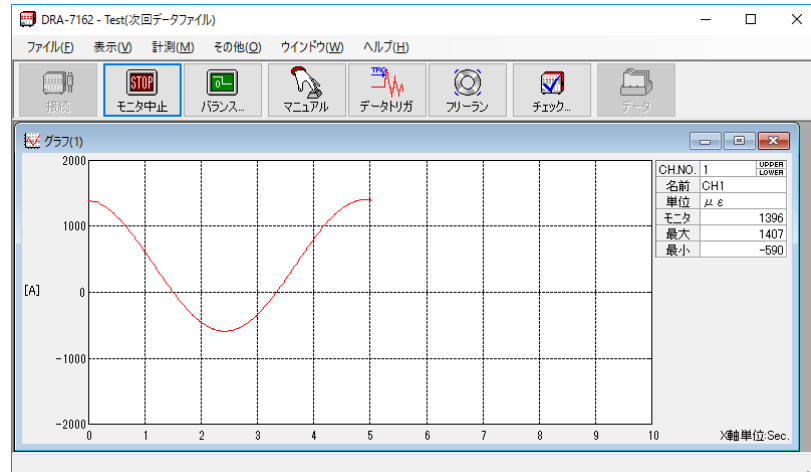 DRA-7162 - Test(次回データファイル)
ファイル(F) 表示(V) 計測(M) その他(O) ウインドウ(W) ヘルプ(H)
STOP TRG
接続 モニタ中止 バランス... マニュアル データトリガ フリーラン チェック... データ
グラフ(1)
2000
1000
[A] 0
-1000
-2000
0 1 2 3 4 5 6 7 8 9 10 X軸単位:Sec.
CH.NO. 1 UPPER
LOWER
名前 CH1
単位 μ ε
モニタ 1396
最大 1407
最小 -590